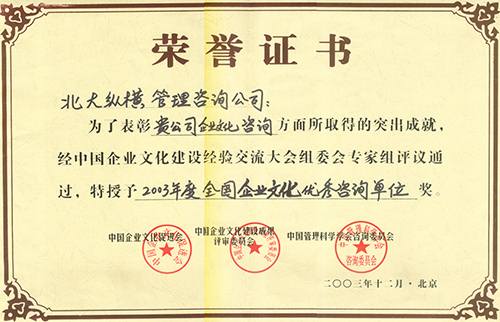 荣誉证书
北大纵横管理咨询公司：
为了表彰贵公司企业文化咨询方面所取得的突出成就，
经中国企业文化建设经验交流大会组委会专家组评议通
过，特授予2003年度全国企业文化优秀咨询单位奖。
中国企业文化促进会
中国企业文化建设成果
评审委员会
中国管理科学学会咨询委员会
咨询委员会
二〇〇三年十二月·北京